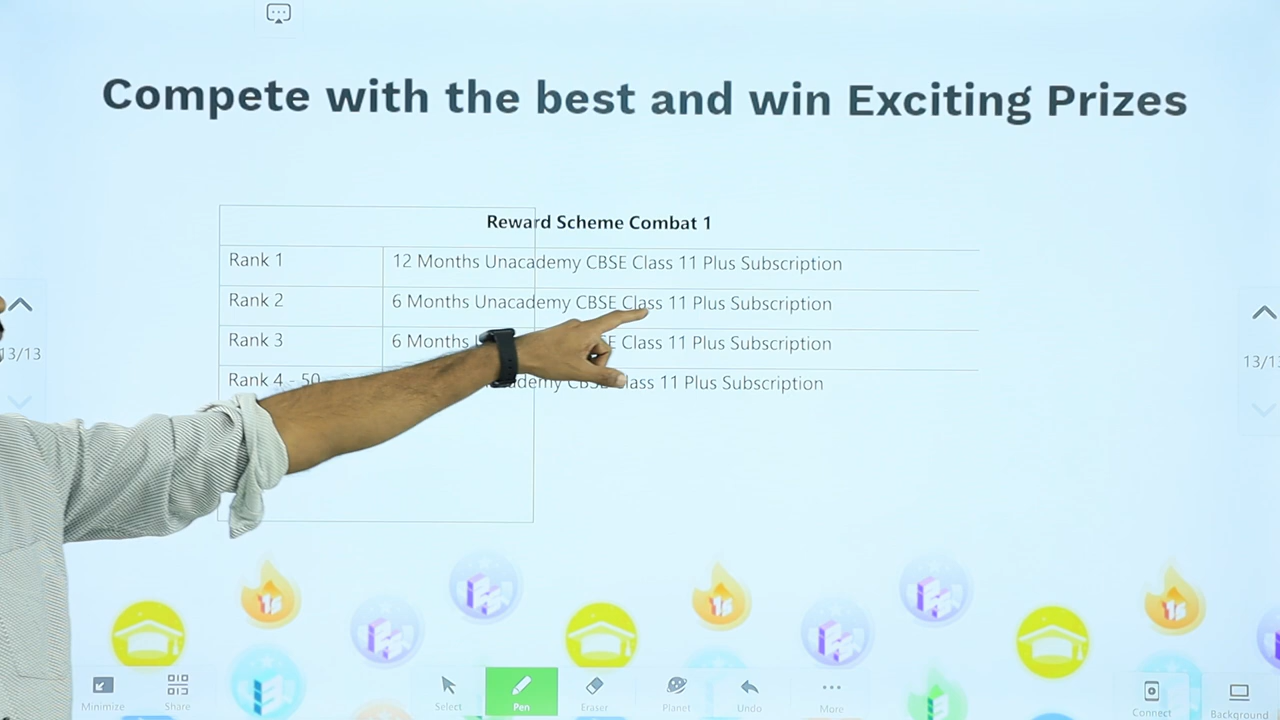 Compete with the best and win Exciting Prizes
Reward Scheme Combat 1
Rank 1 12 Months Unacademy CBSE Class 11 Plus Subscription
Rank 2 6 Months Unacademy CBSE Class 11 Plus Subscription
Rank 3 6 Months Class 11 Plus Subscription
Rank 4 - 50 Class 11 Plus Subscription
13/13
13/13
Minimize Share Select Pen Eraser Planet Undo More Connect Background